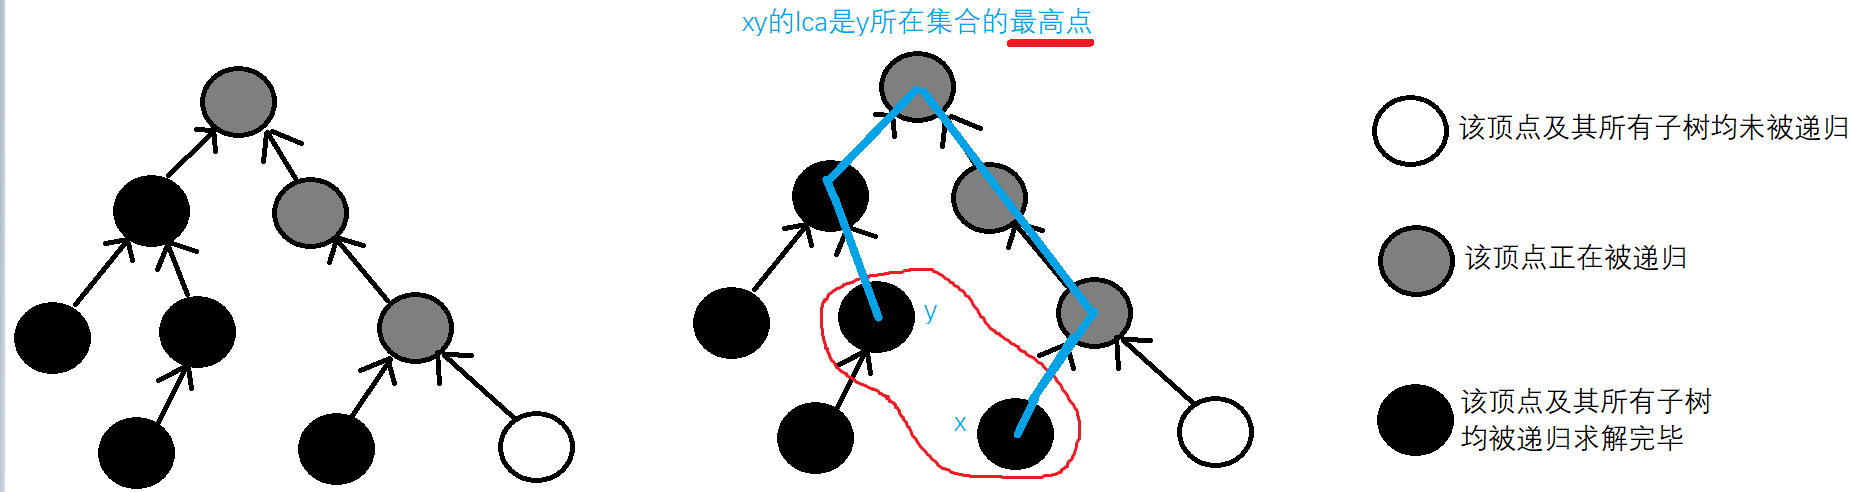 xy的lca是y所在集合的最高点
y
x
该顶点及其所有子树均未被递归
该顶点正在被递归
该顶点及其所有子树
均被递归求解完毕